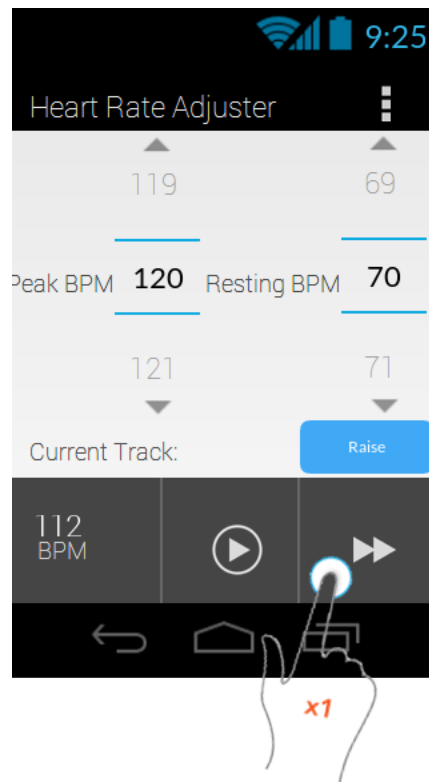 9:25
Heart Rate Adjuster
119 69
Peak BPM 120 Resting BPM 70
121 71
Current Track: Raise
112
BPM
x1